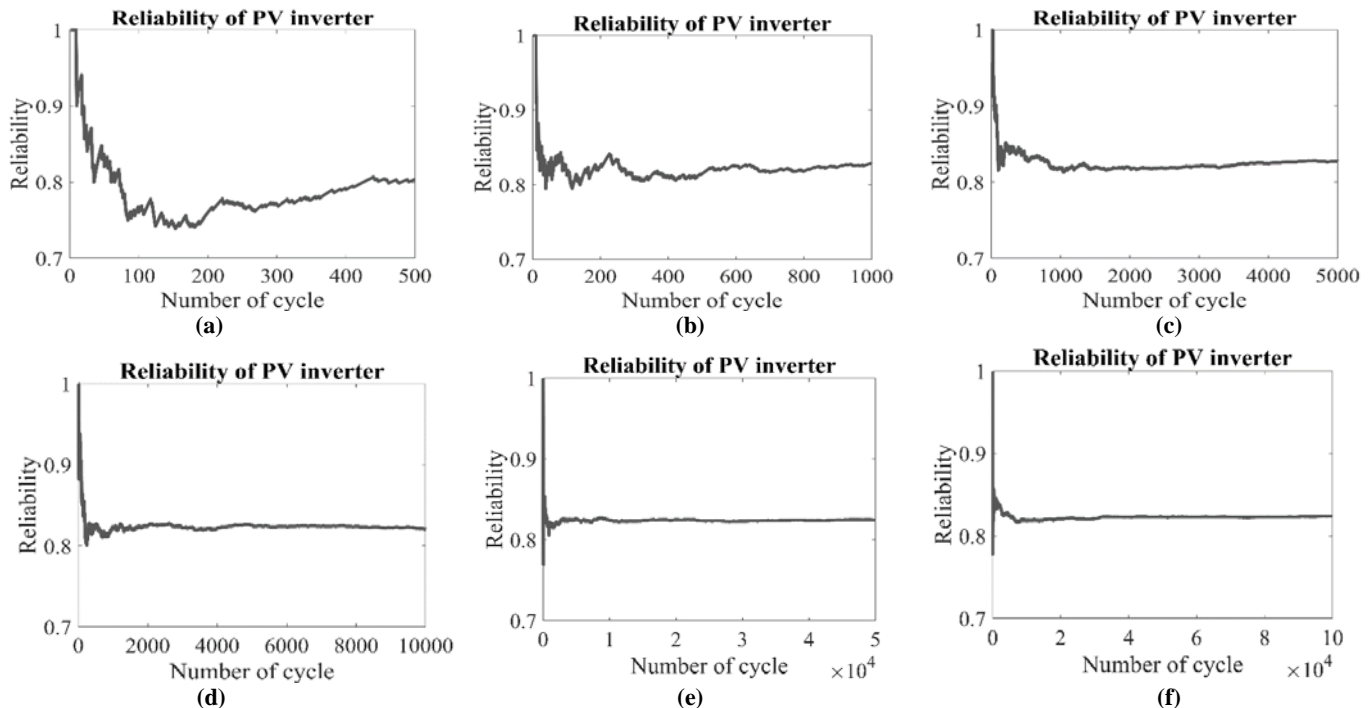 Reliability of PV inverter
1
0.9
0.8
0.7
Reliability
0 100 200 300 400 500
Number of cycle
(a)
Reliability of PV inverter
1
0.9
0.8
0.7
Reliability
0 200 400 600 800 1000
Number of cycle
(b)
Reliability of PV inverter
1
0.9
0.8
0.7
Reliability
0 1000 2000 3000 4000 5000
Number of cycle
(c)
Reliability of PV inverter
1
0.9
0.8
0.7
Reliability
0 2000 4000 6000 8000 10000
Number of cycle
(d)
Reliability of PV inverter
1
0.9
0.8
0.7
Reliability
0 1 2 3 4 5
Number of cycle ×10⁴
(e)
Reliability of PV inverter
1
0.9
0.8
0.7
Reliability
0 2 4 6 8 10
Number of cycle ×10⁴
(f)